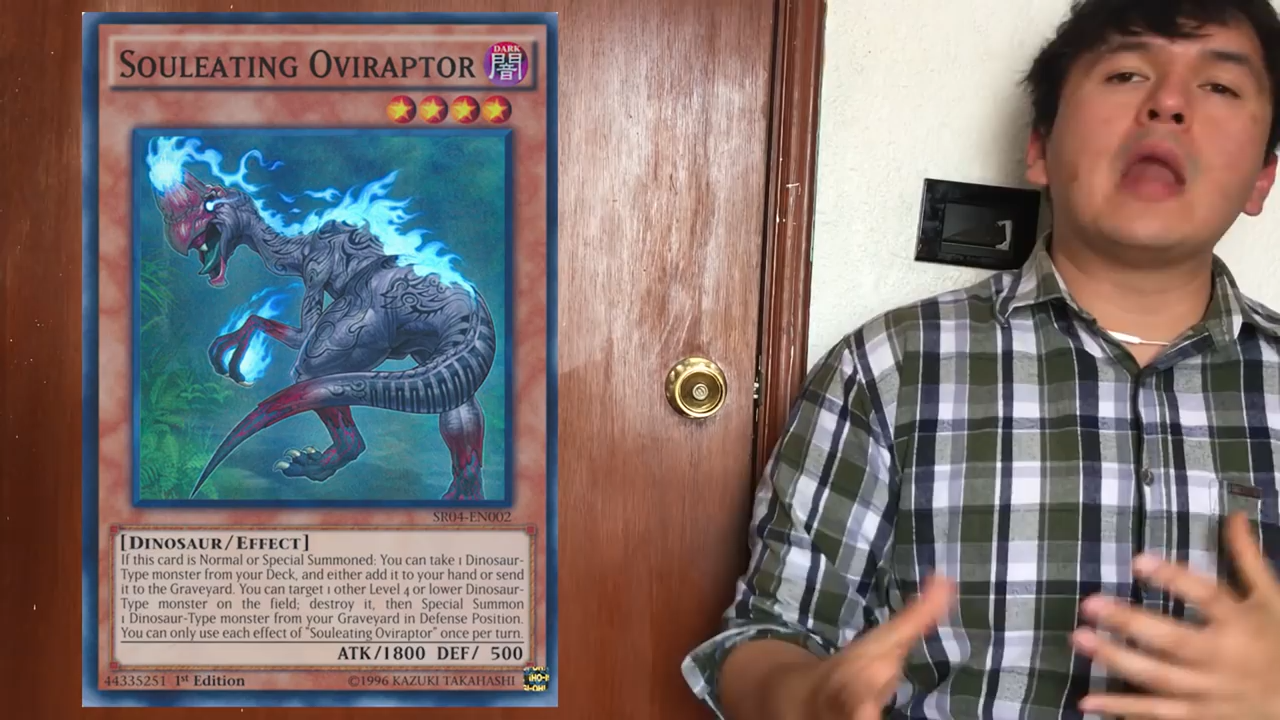 SOULEATING OVIRAPTOR
DARK
闇
SR04-EN002
[DINOSAUR/EFFECT]
If this card is Normal or Special Summoned: You can take 1 Dinosaur-
Type monster from your Deck, and either add it to your hand or send
it to the Graveyard. You can target 1 other Level 4 or lower Dinosaur-
Type monster on the field; destroy it, then Special Summon
1 Dinosaur-Type monster from your Graveyard in Defense Position.
You can only use each effect of "Souleating Oviraptor" once per turn.
ATK/1800 DEF/ 500
44335251 1st Edition ©1996 KAZUKI TAKAHASHI